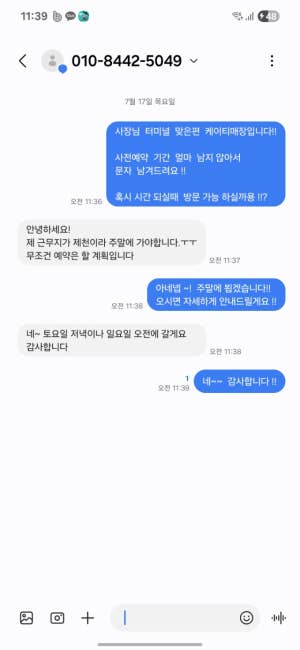 11:39
48
010-8442-5049
7월 17일 목요일
사장님 터미널 맞은편 케이티매장입니다!!
사전예약 기간 얼마 남지 않아서
문자 남겨드려요 !!
혹시 시간 되실때 방문 가능 하실까용 !!?
오전 11:36
안녕하세요!
제 근무지가 제천이라 주말에 가야합니다.ㅜㅜ
무조건 예약은 할 계획입니다
오전 11:37
아네넵 ~! 주말에 뵙겠습니다!!
오시면 자세하게 안내드릴게요 !!
오전 11:38
네~ 토요일 저녁이나 일요일 오전에 갈게요
감사합니다
오전 11:38
1
네~~ 감사합니다 !!
오전 11:39